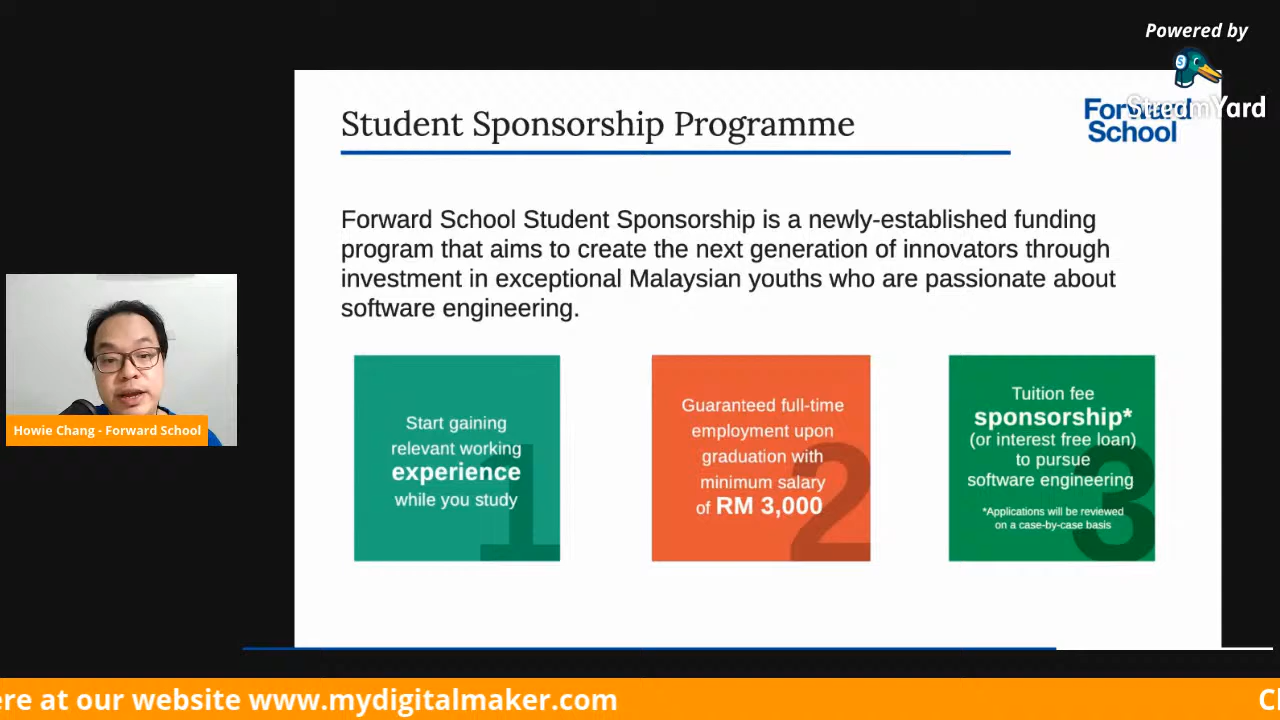 Powered by
StreamYard
Forward
School
Student Sponsorship Programme
Forward School Student Sponsorship is a newly-established funding
program that aims to create the next generation of innovators through
investment in exceptional Malaysian youths who are passionate about
software engineering.
Start gaining
relevant working
experience
while you study
1
Guaranteed full-time
employment upon
graduation with
minimum salary
of RM 3,000
2
Tuition fee
sponsorship*
(or interest free loan)
to pursue
software engineering
*Applications will be reviewed
on a case-by-case basis
3
Howie Chang - Forward School
at our website www.mydigitalmaker.com